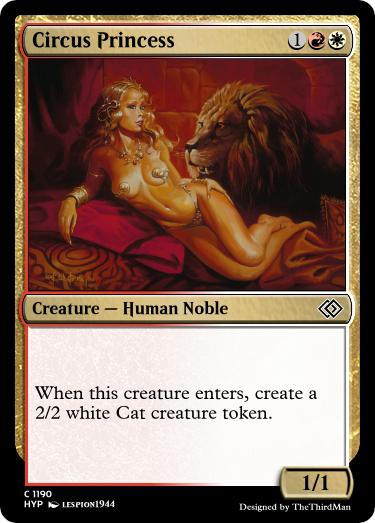 Circus Princess 1
Creature — Human Noble
When this creature enters, create a
2/2 white Cat creature token.
1/1
C 1190
HYP LESPION1944 Designed by TheThirdMan